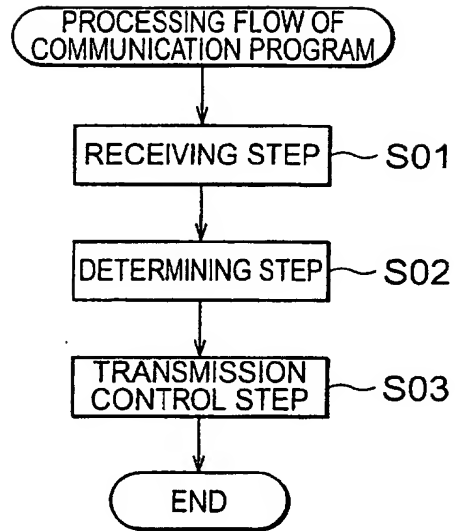 PROCESSING FLOW OF
COMMUNICATION PROGRAM
RECEIVING STEP
S01
DETERMINING STEP
S02
TRANSMISSION
CONTROL STEP
S03
END